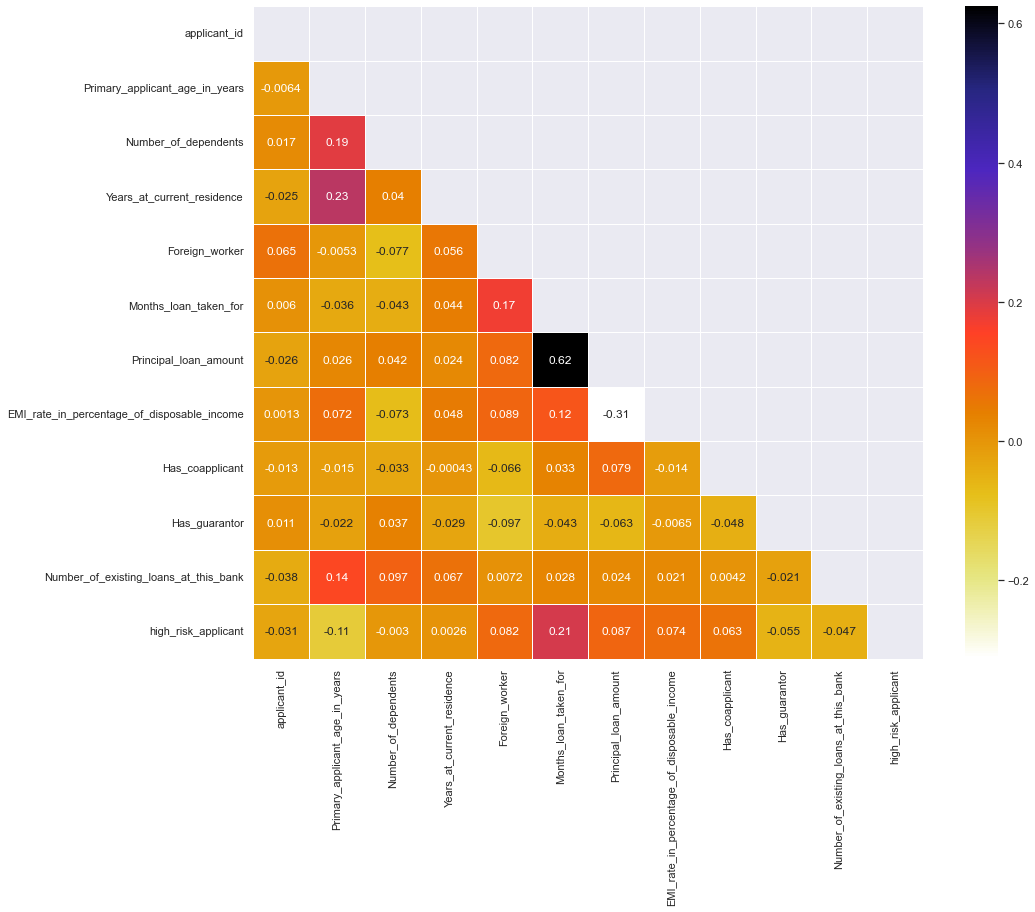 applicant_id
Primary_applicant_age_in_years -0.0064
Number_of_dependents 0.017 0.19
Years_at_current_residence -0.025 0.23 0.04
Foreign_worker 0.065 -0.0053 -0.077 0.056
Months_loan_taken_for 0.006 -0.036 -0.043 0.044 0.17
Principal_loan_amount -0.026 0.026 0.042 0.024 0.082 0.62
EMI_rate_in_percentage_of_disposable_income 0.0013 0.072 -0.073 0.048 0.089 0.12 -0.31
Has_coapplicant -0.013 -0.015 -0.033 -0.00043 -0.066 0.033 0.079 -0.014
Has_guarantor 0.011 -0.022 0.037 -0.029 -0.097 -0.043 -0.063 -0.0065 -0.048
Number_of_existing_loans_at_this_bank -0.038 0.14 0.097 0.067 0.0072 0.028 0.024 0.021 0.0042 -0.021
high_risk_applicant -0.031 -0.11 -0.003 0.0026 0.082 0.21 0.087 0.074 0.063 -0.055 -0.047
applicant_id
Primary_applicant_age_in_years
Number_of_dependents
Years_at_current_residence
Foreign_worker
Months_loan_taken_for
Principal_loan_amount
EMI_rate_in_percentage_of_disposable_income
Has_coapplicant
Has_guarantor
Number_of_existing_loans_at_this_bank
high_risk_applicant
0.6
0.4
0.2
0.0
−0.2